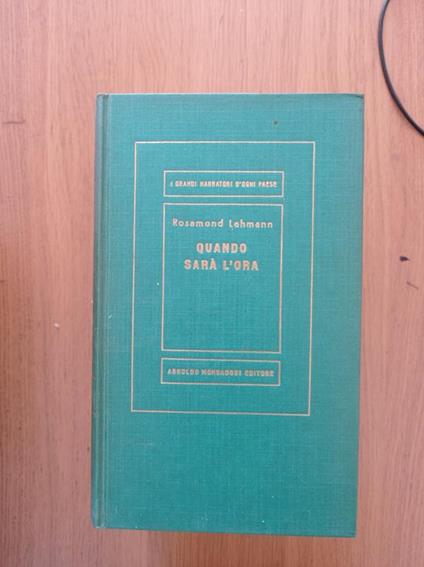 I GRANDI NARRATORI D'OGNI PAESE
Rosamond Lehmann
QUANDO
SARÀ L'ORA
ARNOLDO MONDADORI EDITORE